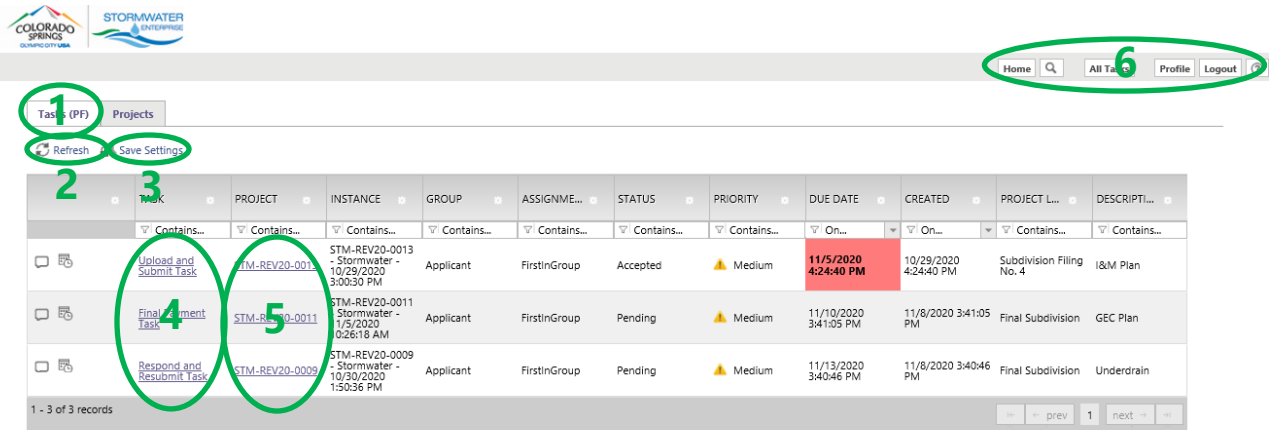 COLORADO
SPRINGS
OLYMPIC CITY USA
STORMWATER
ENTERPRISE
Home All Tasks Profile Logout
6
Tasks (PF) Projects
1
Refresh Save Settings
2 3
TASK PROJECT INSTANCE GROUP ASSIGNME... STATUS PRIORITY DUE DATE CREATED PROJECT L... DESCRIPTI...
Contains... Contains... Contains... Contains... Contains... Contains... Contains... On... On... Contains... Contains...
Upload and
Submit Task
STM-REV20-0013
STM-REV20-0013
- Stormwater -
10/29/2020
3:00:30 PM
Applicant
FirstInGroup
Accepted
Medium
11/5/2020
4:24:40 PM
10/29/2020
4:24:40 PM
Subdivision Filing
No. 4
I&M Plan
Final Payment
Task
4
STM-REV20-0011
5
STM-REV20-0011
- Stormwater -
11/5/2020
10:26:18 AM
Applicant
FirstInGroup
Pending
Medium
11/10/2020
3:41:05 PM
11/8/2020 3:41:05
PM
Final Subdivision
GEC Plan
Respond and
Resubmit Task
STM-REV20-0009
STM-REV20-0009
- Stormwater -
10/30/2020
1:50:36 PM
Applicant
FirstInGroup
Pending
Medium
11/13/2020
3:40:46 PM
11/8/2020 3:40:46
PM
Final Subdivision
Underdrain
1 - 3 of 3 records
← prev 1 next →